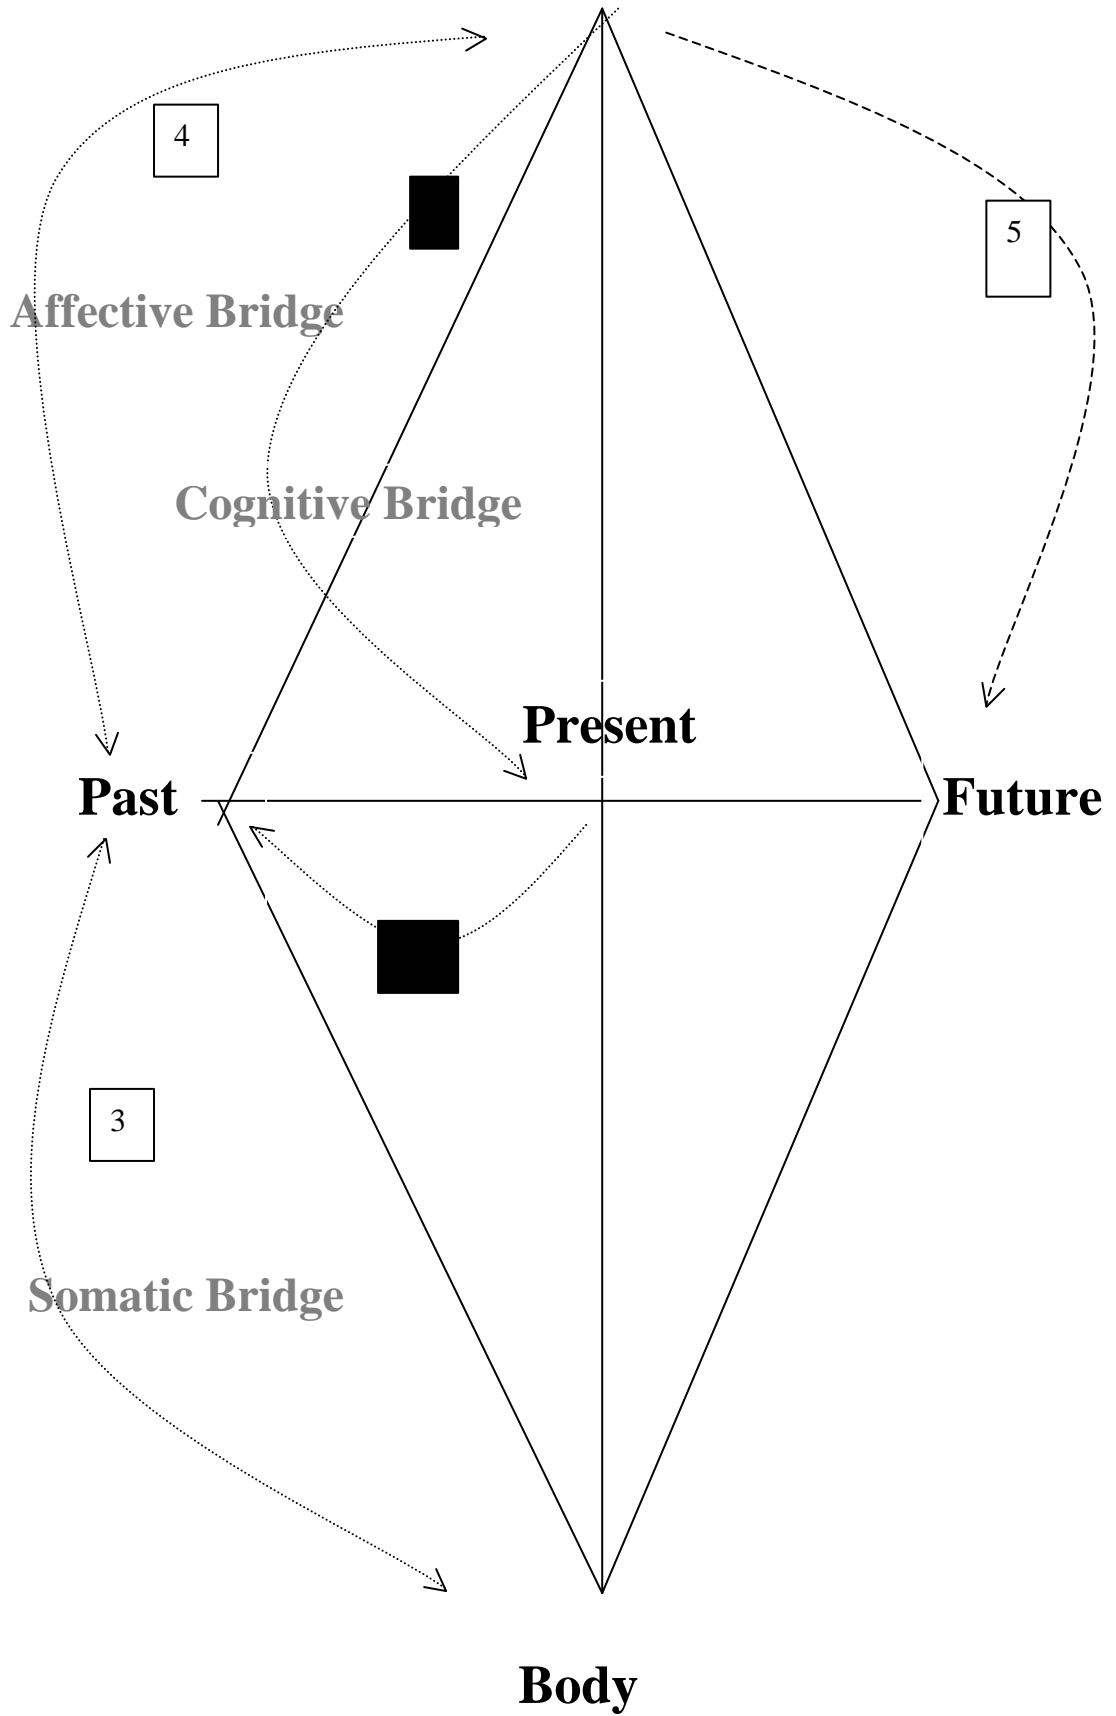 4
5
Affective Bridge
Cognitive Bridge
Present
Past
Future
3
Somatic Bridge
Body